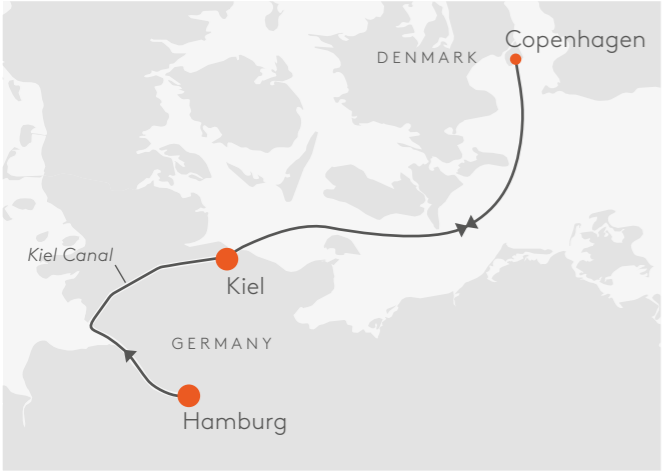 Copenhagen
DENMARK
Kiel Canal
Kiel
GERMANY
Hamburg